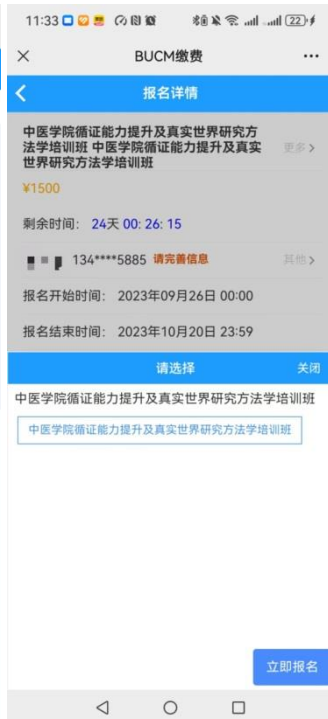 11:33
22
BUCM缴费
报名详情
中医学院循证能力提升及真实世界研究方
法学培训班 中医学院循证能力提升及真实
世界研究方法学培训班
更多
¥1500
剩余时间： 24天 00: 26: 15
134****5885 请完善信息
其他
报名开始时间： 2023年09月26日 00:00
报名结束时间： 2023年10月20日 23:59
请选择
关闭
中医学院循证能力提升及真实世界研究方法学培训班
中医学院循证能力提升及真实世界研究方法学培训班
立即报名